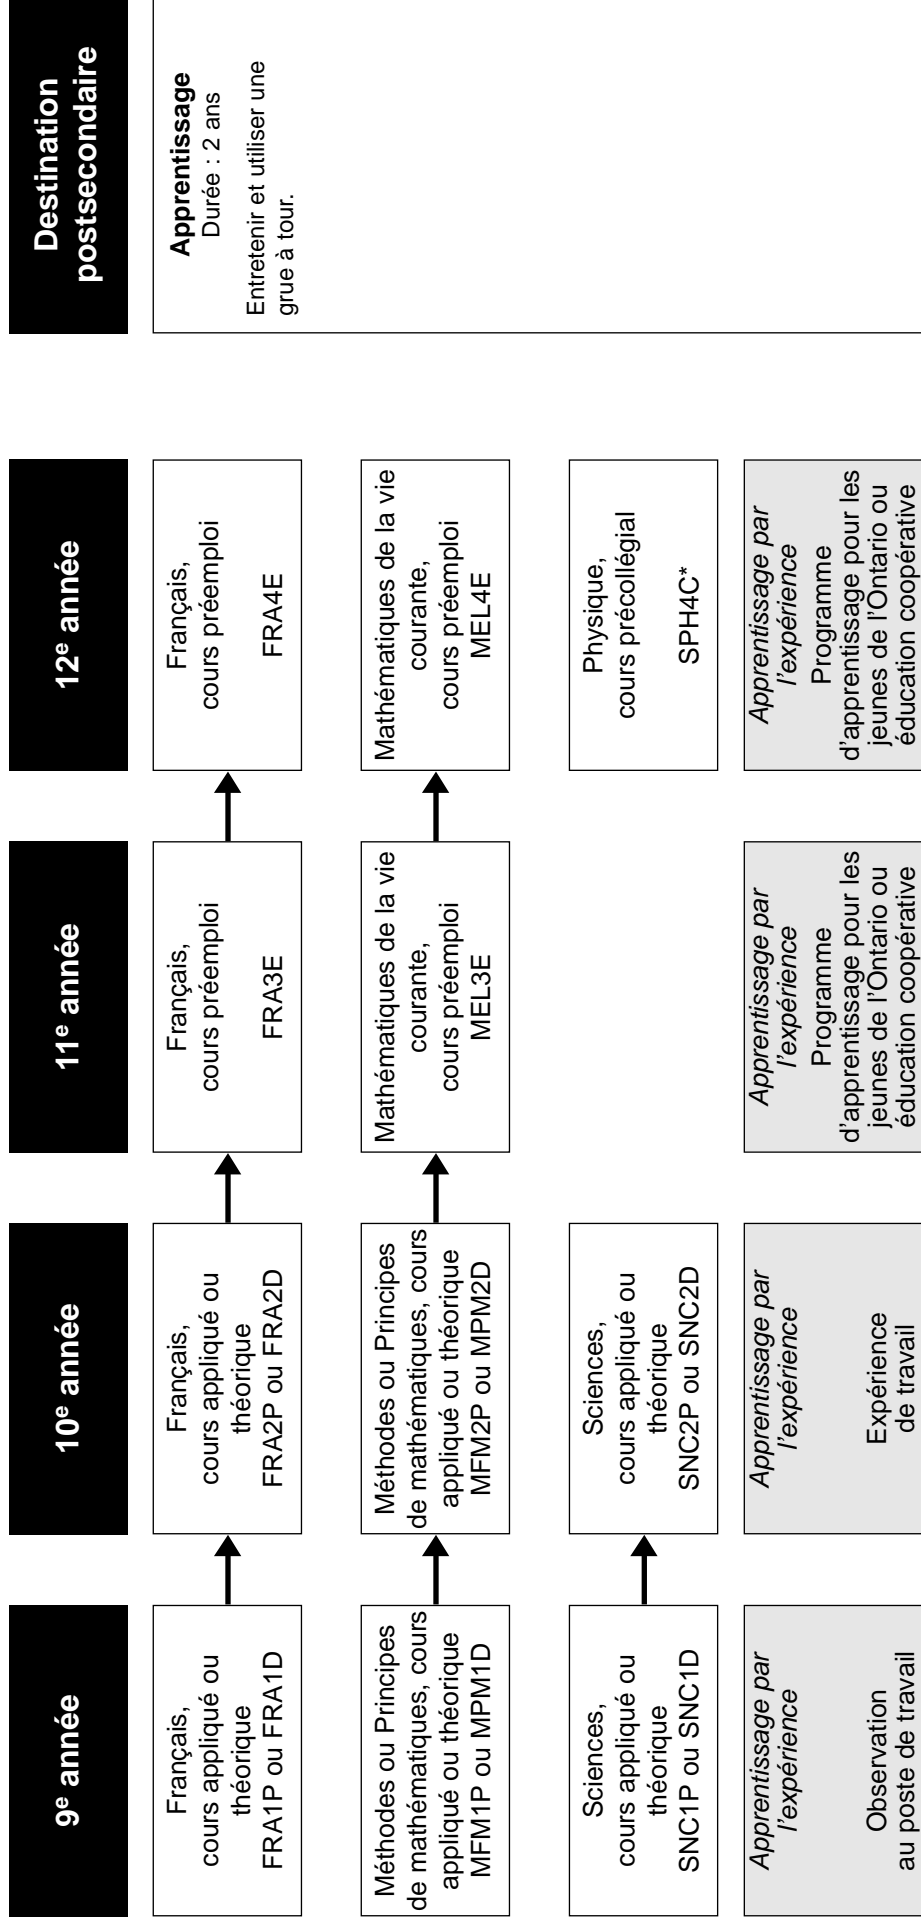 9e année
10e année
11e année
12e année
Destination
postsecondaire
Français,
cours appliqué ou
théorique
FRA1P ou FRA1D
Français,
cours appliqué ou
théorique
FRA2P ou FRA2D
Français,
cours préemploi
FRA3E
Français,
cours préemploi
FRA4E
Apprentissage
Durée : 2 ans
Entretenir et utiliser une
grue à tour.
Méthodes ou Principes
de mathématiques, cours
appliqué ou théorique
MFM1P ou MPM1D
Méthodes ou Principes
de mathématiques, cours
appliqué ou théorique
MFM2P ou MPM2D
Mathématiques de la vie
courante,
cours préemploi
MEL3E
Mathématiques de la vie
courante,
cours préemploi
MEL4E
Sciences,
cours appliqué ou
théorique
SNC1P ou SNC1D
Sciences,
cours appliqué ou
théorique
SNC2P ou SNC2D
Physique,
cours précollégial
SPH4C*
Apprentissage par
l'expérience
Observation
au poste de travail
Apprentissage par
l'expérience
Expérience
de travail
Apprentissage par
l'expérience
Programme
d'apprentissage pour les
jeunes de l'Ontario ou
éducation coopérative
Apprentissage par
l'expérience
Programme
d'apprentissage pour les
jeunes de l'Ontario ou
éducation coopérative